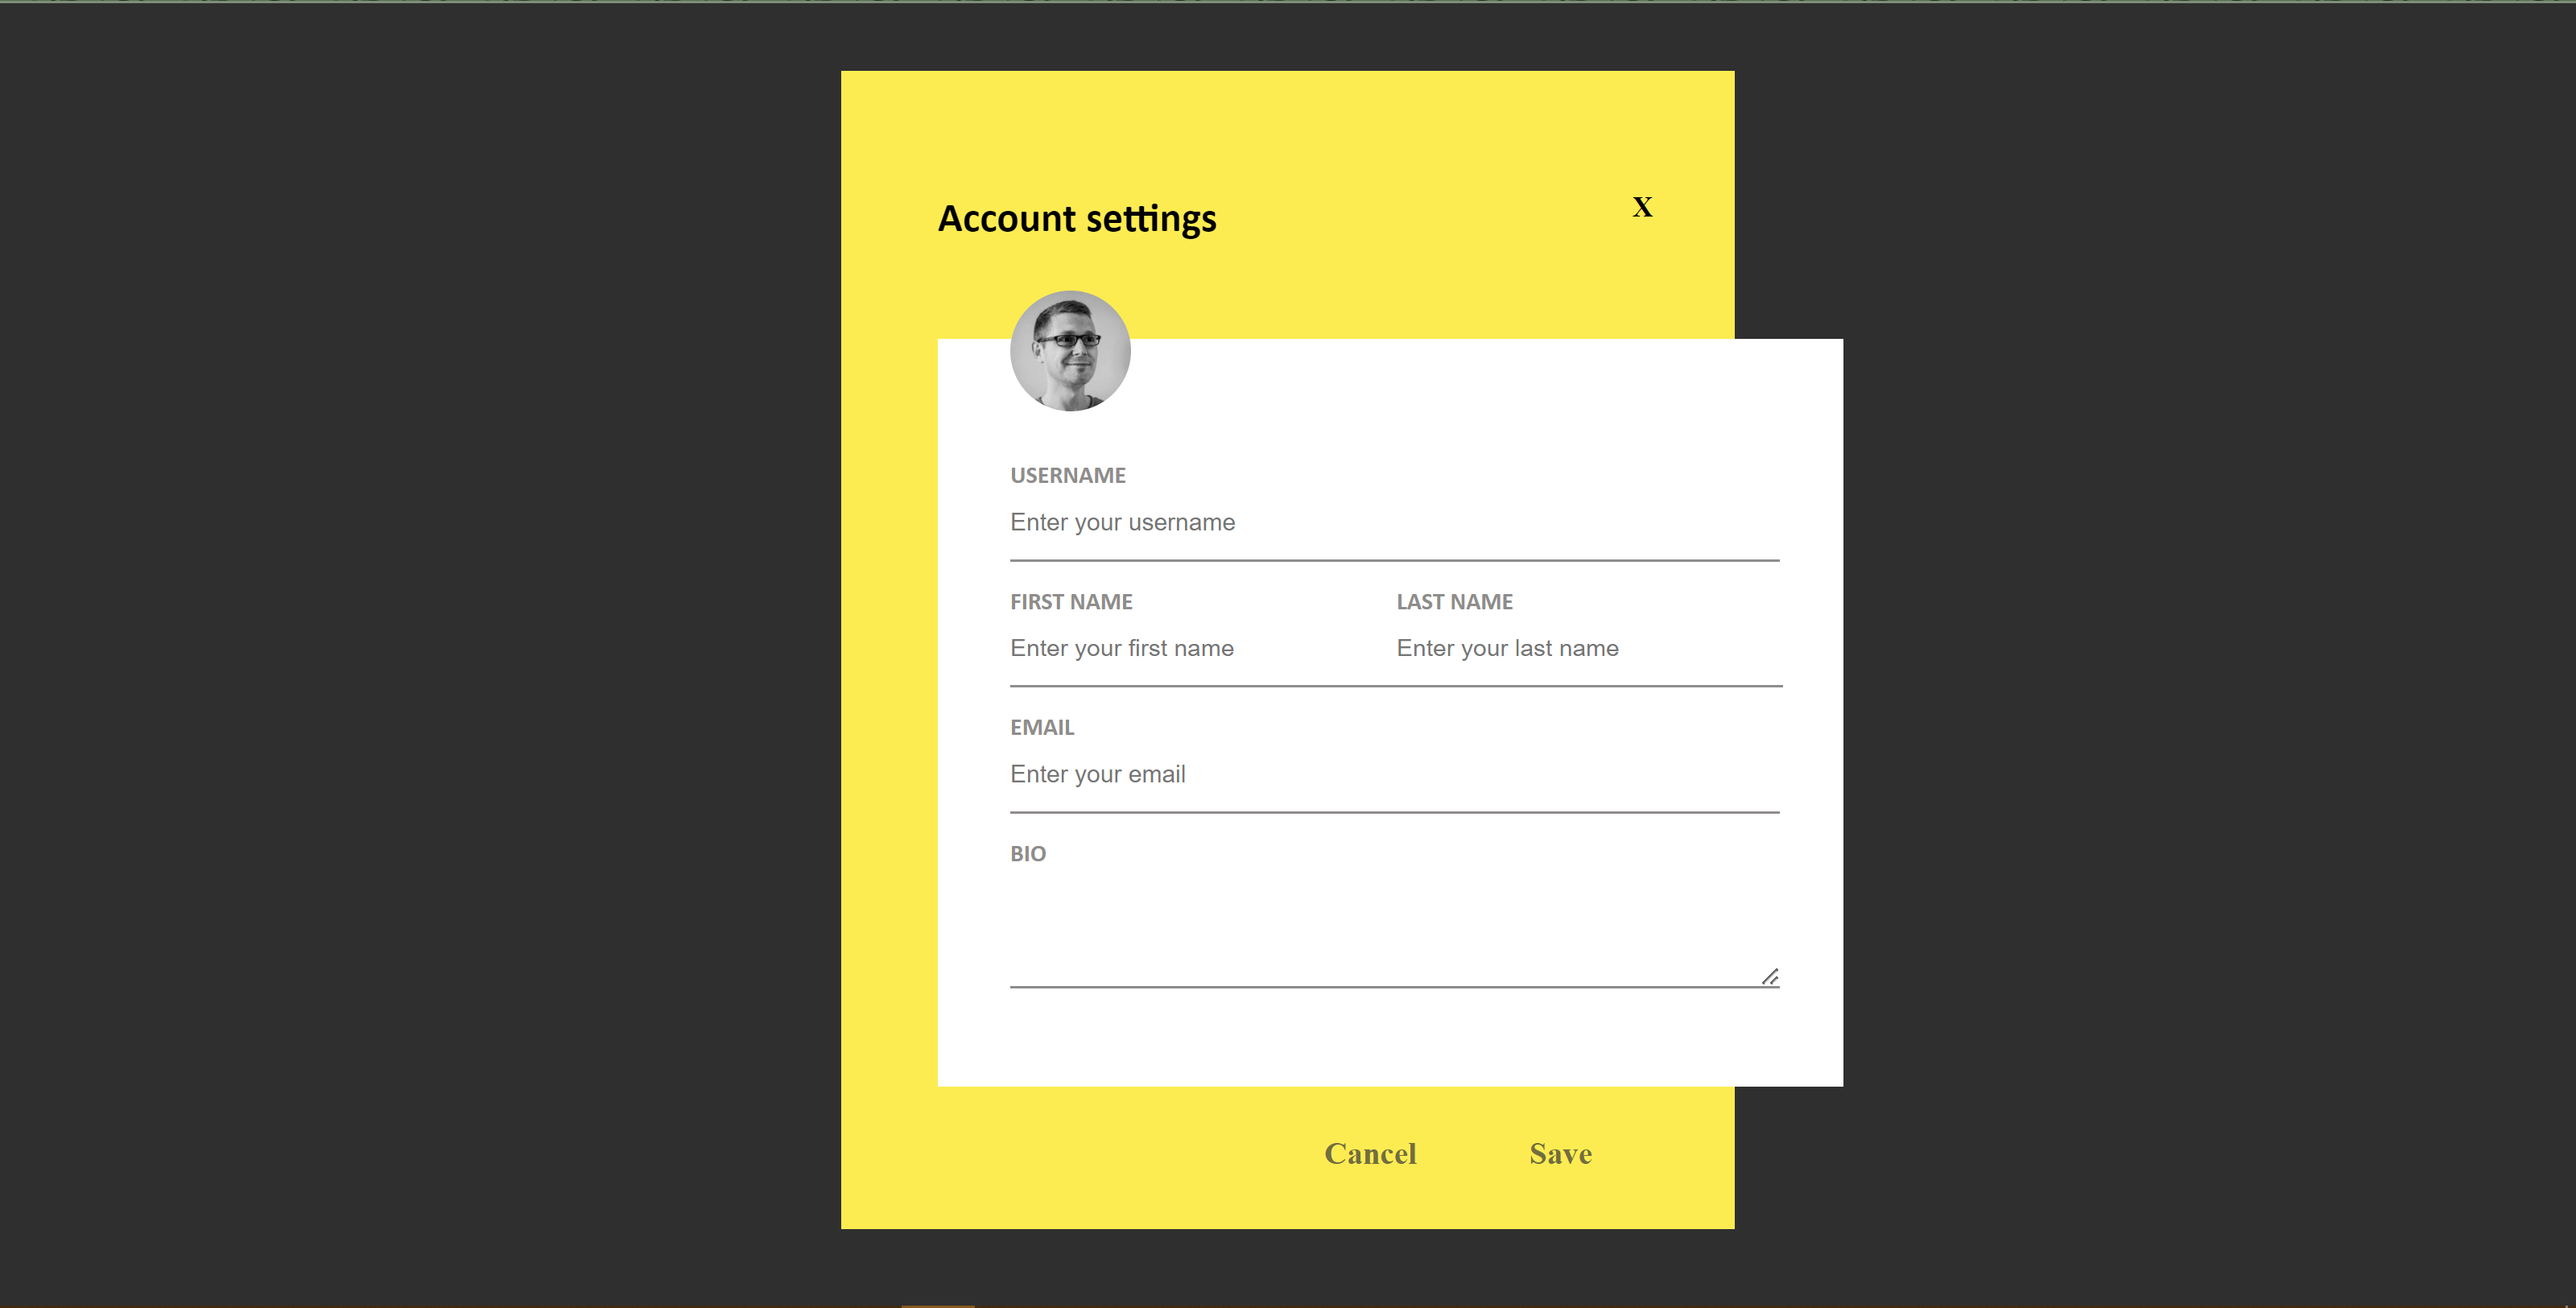 Account settings
X
USERNAME
Enter your username
FIRST NAME
LAST NAME
Enter your first name
Enter your last name
EMAIL
Enter your email
BIO
Cancel
Save